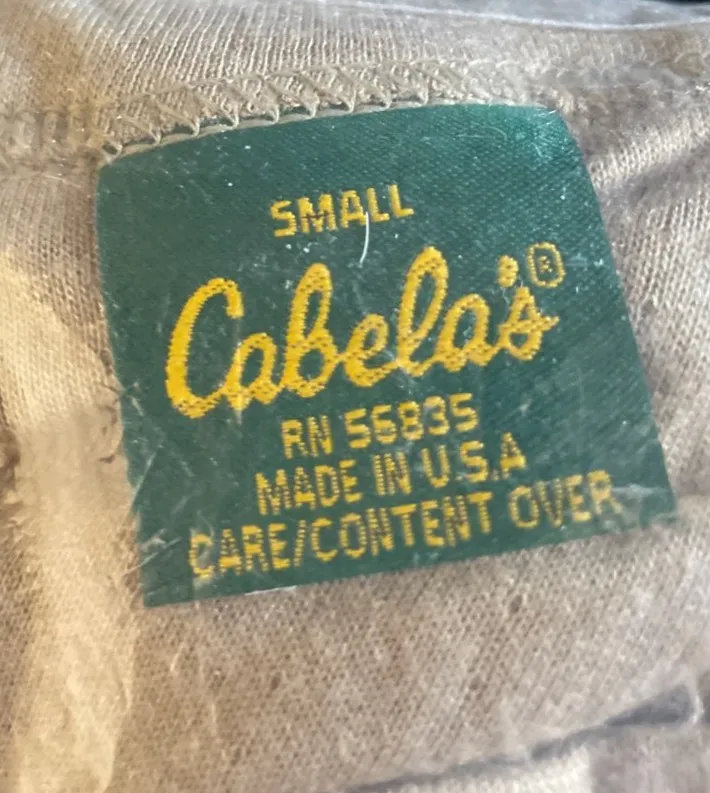 SMALL
Cabela's®
RN 56835
MADE IN U.S.A
CARE/CONTENT OVER